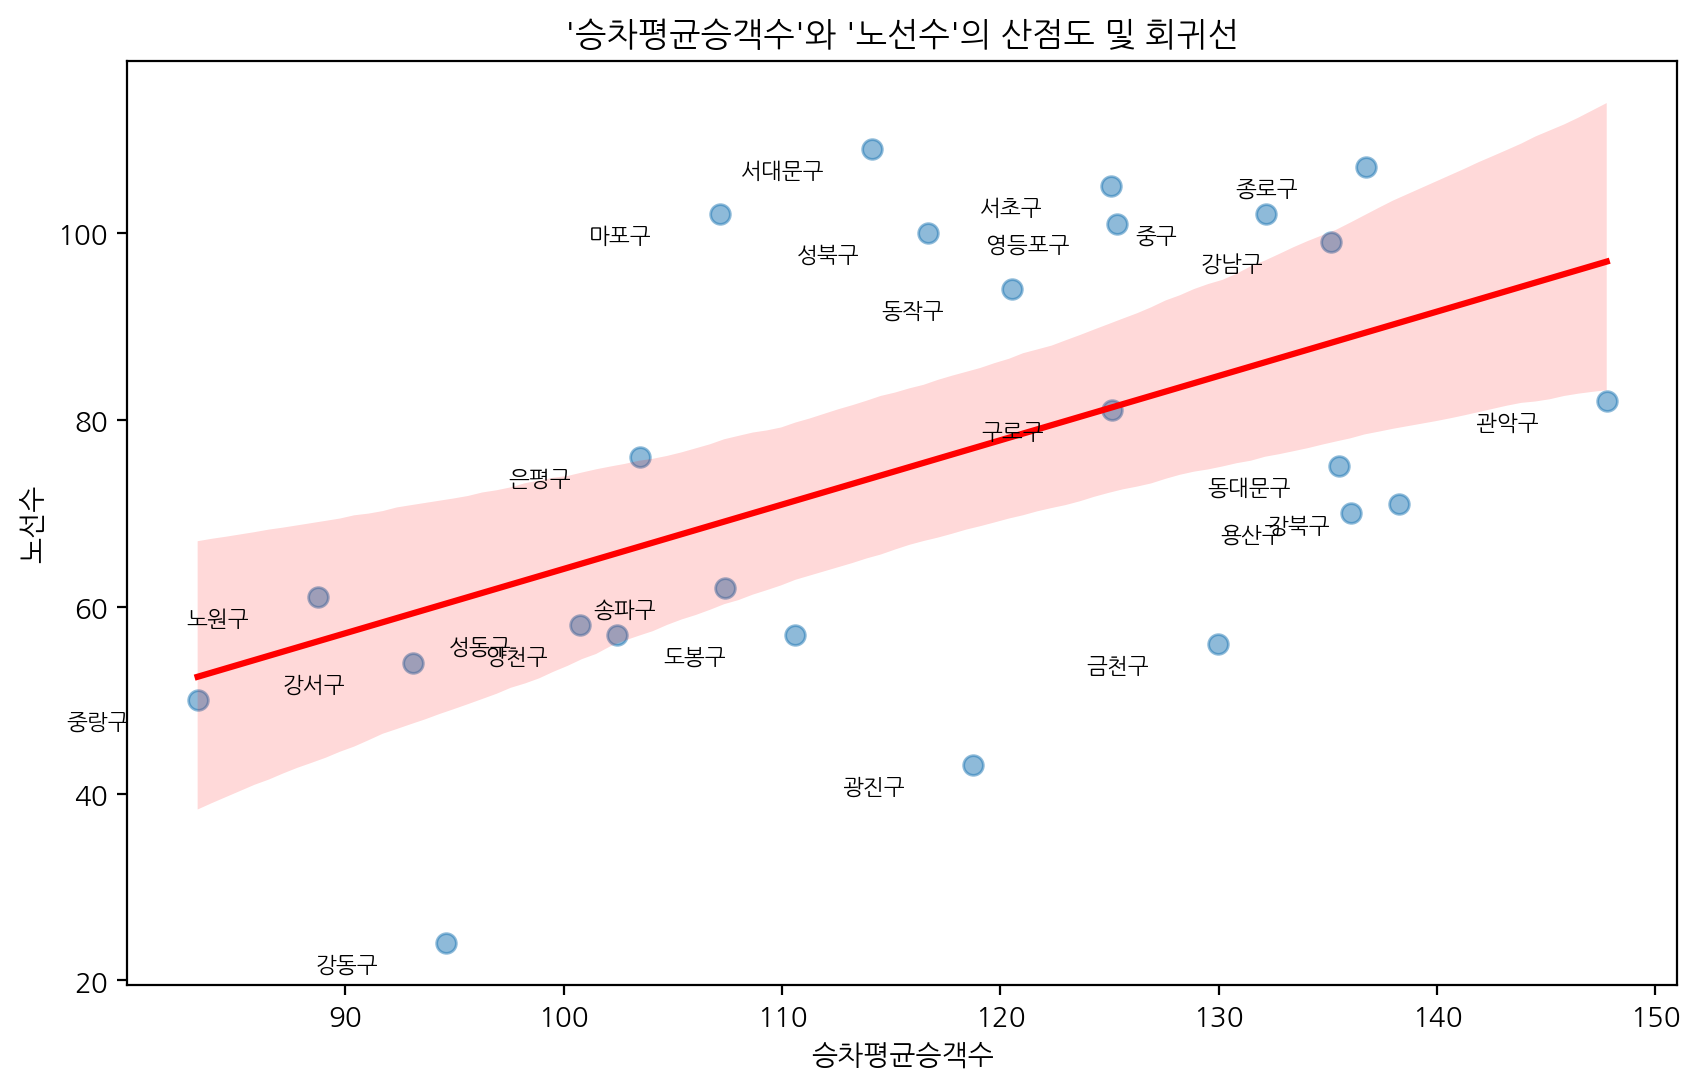 '승차평균승객수'와 '노선수'의 산점도 및 회귀선
노선수
100
80
60
40
20
서대문구
종로구
마포구
서초구
성북구
영등포구
중구
강남구
동작구
구로구
관악구
은평구
동대문구
강북구
용산구
노원구
송파구
성동구
양천구
도봉구
금천구
강서구
중랑구
광진구
강동구
90
100
110
120
130
140
150
승차평균승객수